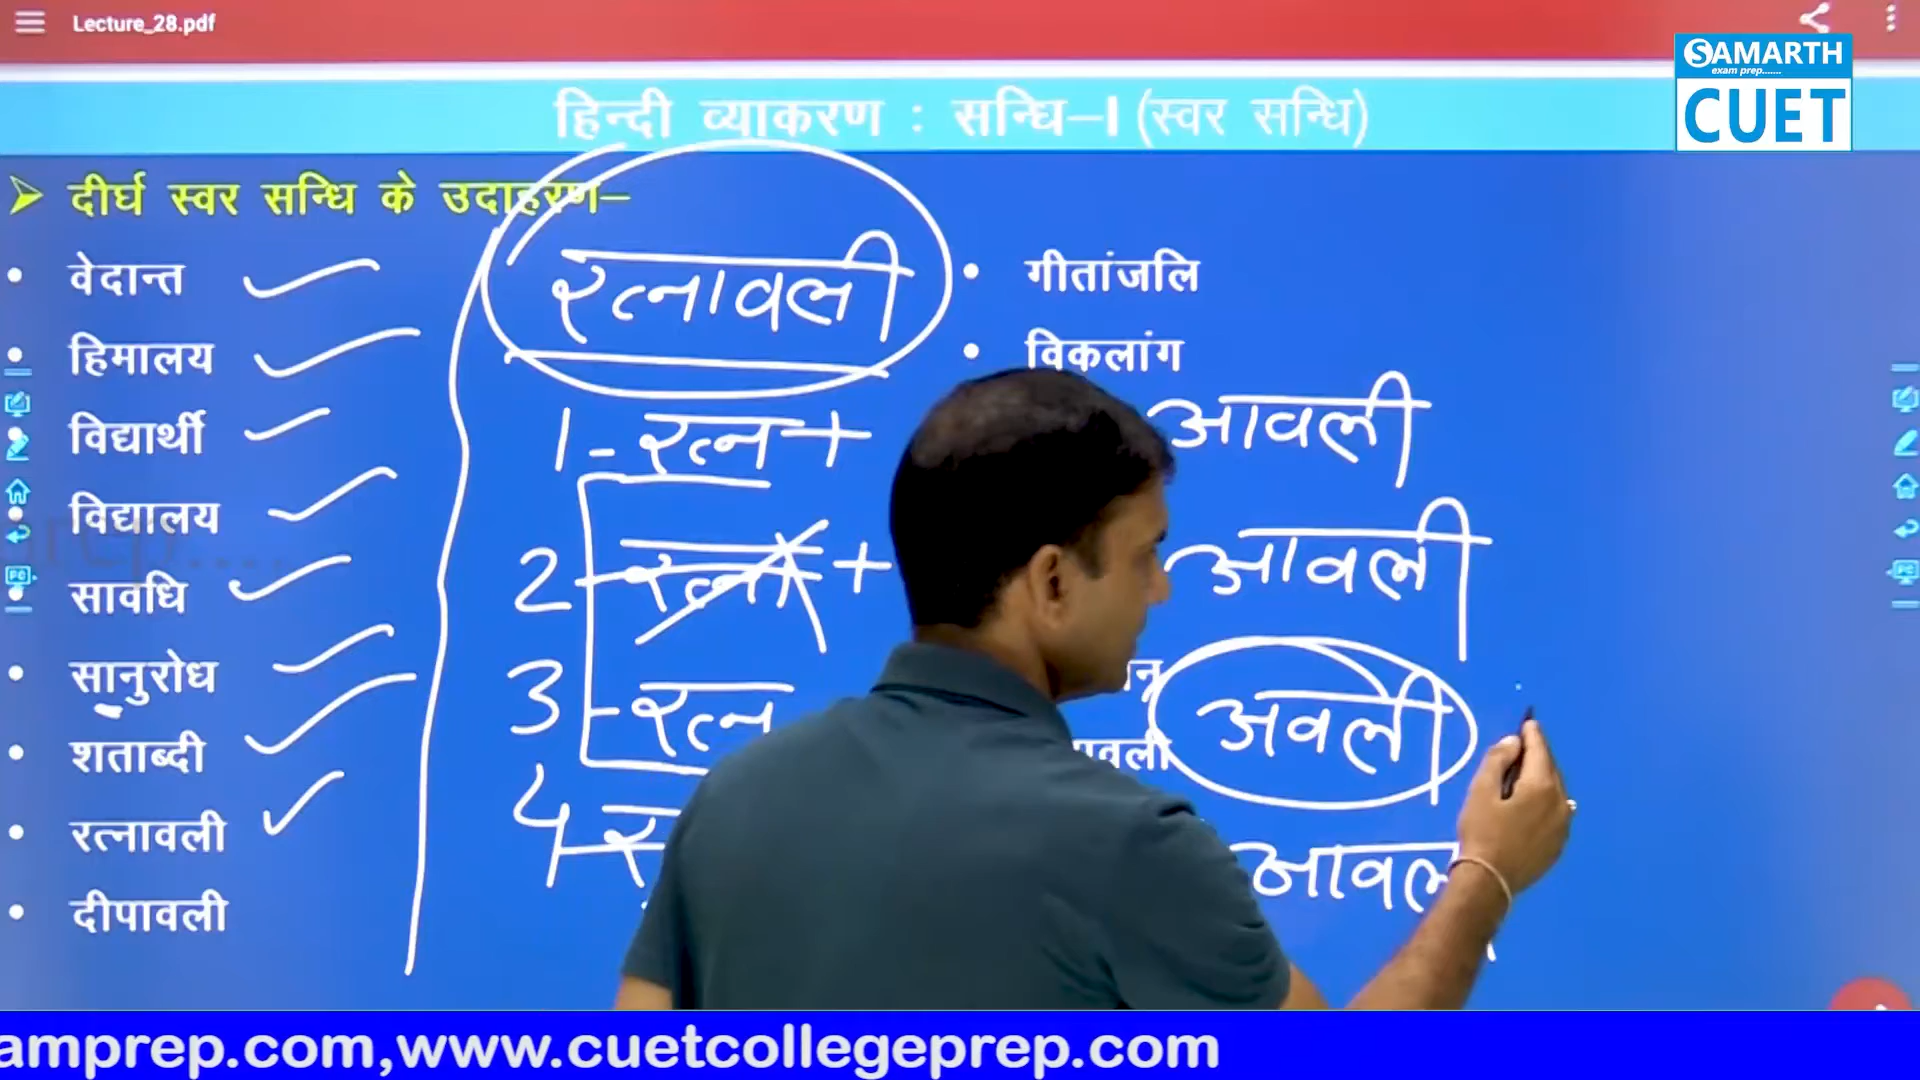 Lecture_28.pdf
SAMARTH
exam prep.......
CUET
हिन्दी व्याकरण : सन्धि–I (स्वर सन्धि)
दीर्घ स्वर सन्धि के उदाहरण–
वेदान्त
हिमालय
विद्यार्थी
विद्यालय
सावधि
सानुरोध
शताब्दी
रत्नावली
दीपावली
रत्नावली
गीतांजलि
विकलांग
1- रत्न + आवली
2- रत्ना + आवली
3- रत्न अवली
4- र आवल
amprep.com,www.cuetcollegeprep.com